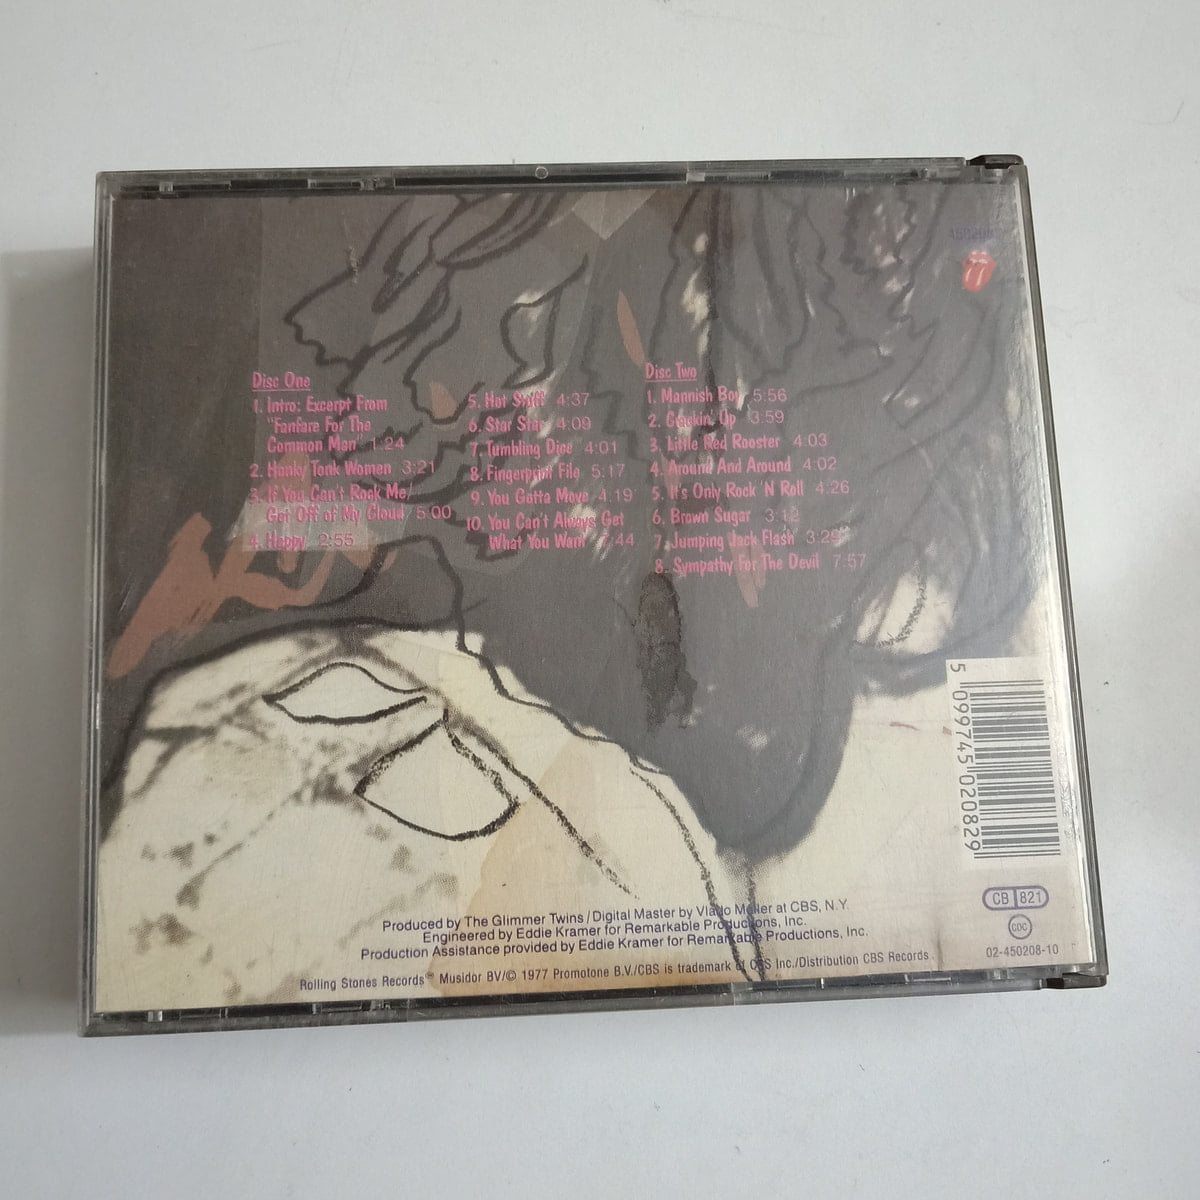 450208
Disc One
1. Intro: Excerpt From
"Fanfare For The
Common Man" 1:24
2. Honky Tonk Women 3:21
3. If You Can't Rock Me/
Get Off of My Cloud 5:00
4. Happy 2:55
5. Hot Stuff 4:37
6. Star Star 4:09
7. Tumbling Dice 4:01
8. Fingerprint File 5:17
9. You Gotta Move 4:19
10. You Can't Always Get
What You Want 7:44
Disc Two
1. Mannish Boy 5:56
2. Crackin' Up 3:59
3. Little Red Rooster 4:03
4. Around And Around 4:02
5. It's Only Rock 'N Roll 4:26
6. Brown Sugar 3:12
7. Jumping Jack Flash 3:29
8. Sympathy For The Devil 7:57
5 099745 020829
CB 821
CDC
02-450208-10
Produced by The Glimmer Twins / Digital Master by Vlado Meller at CBS, N.Y.
Engineered by Eddie Kramer for Remarkable Productions, Inc.
Production Assistance provided by Eddie Kramer for Remarkable Productions, Inc.
Rolling Stones Records™ Musidor BV/© 1977 Promotone B.V./CBS is trademark of CBS Inc./Distribution CBS Records.